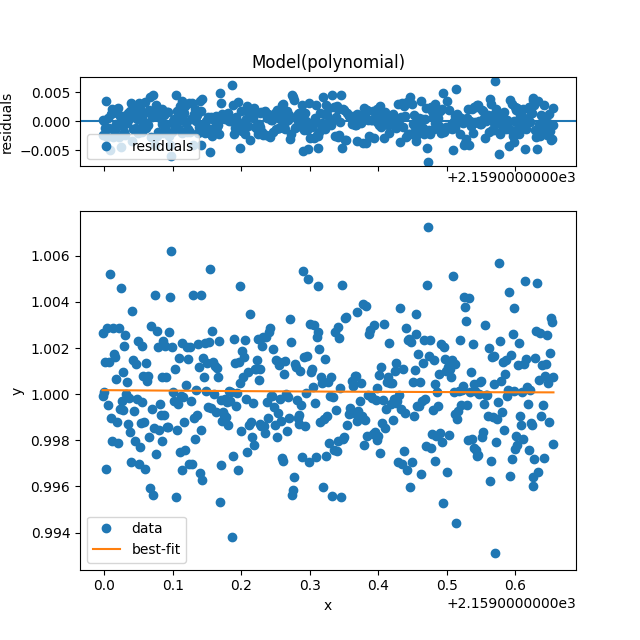 Model(polynomial)
0.005
0.000
−0.005
residuals
residuals
+2.1590000000e3
1.006
1.004
1.002
1.000
0.998
0.996
0.994
y
data
best-fit
0.0 0.1 0.2 0.3 0.4 0.5 0.6
x
+2.1590000000e3